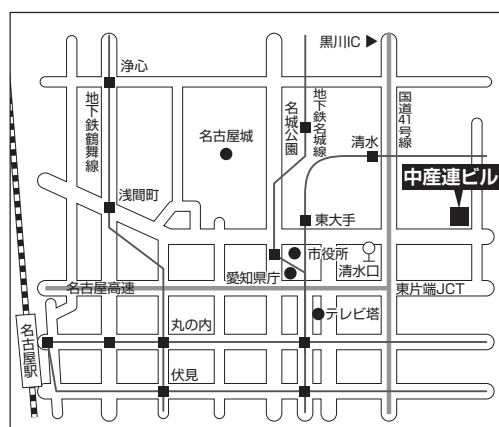 黒川IC ▶
浄心
地下鉄鶴舞線
名古屋城
名城公園
地下鉄名城線
清水
国道41号線
中産連ビル
浅間町
東大手
市役所
清水口
愛知県庁
名古屋高速
東片端JCT
名古屋駅
丸の内
テレビ塔
伏見